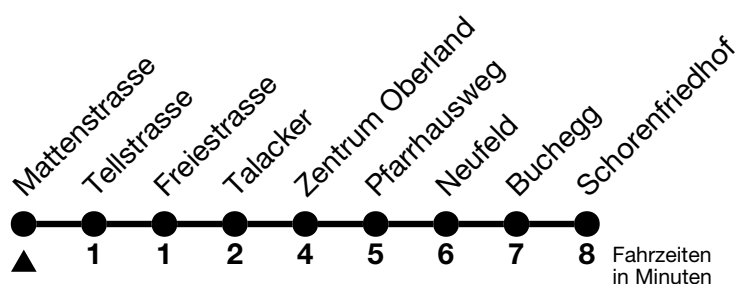 Mattenstrasse
Tellstrasse
Freiestrasse
Talacker
Zentrum Oberland
Pfarrhausweg
Neufeld
Buchegg
Schorenfriedhof
1 1 2 4 5 6 7 8
Fahrzeiten
in Minuten